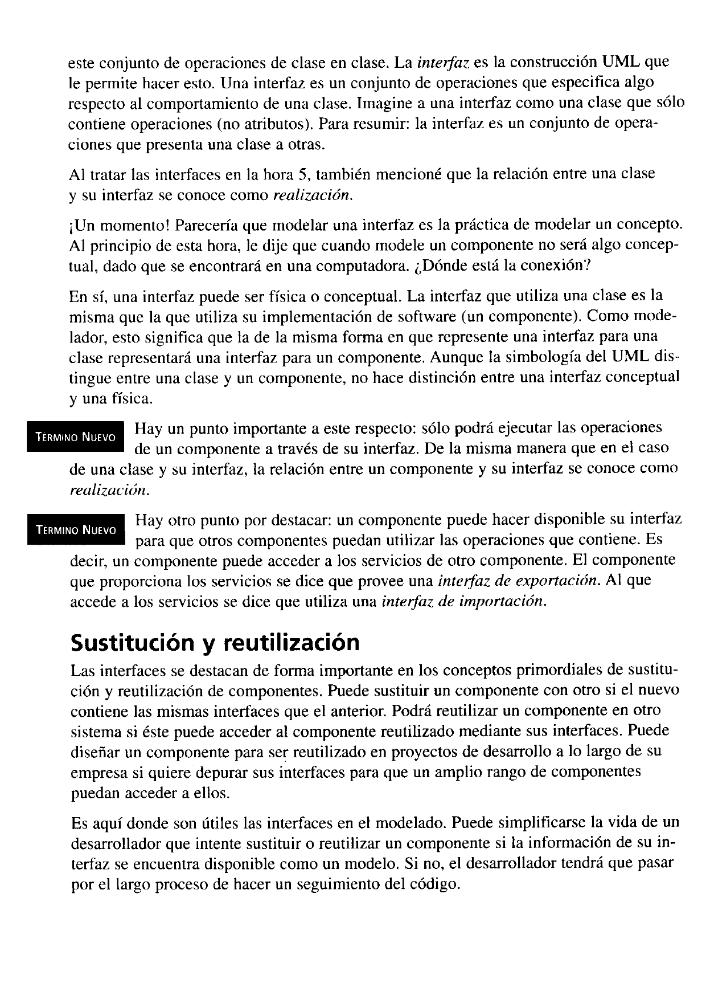 este conjunto de operaciones de clase en clase. La interfaz es la construcción UML que
le permite hacer esto. Una interfaz es un conjunto de operaciones que especifica algo
respecto al comportamiento de una clase. Imagine a una interfaz como una clase que sólo
contiene operaciones (no atributos). Para resumir: la interfaz es un conjunto de opera-
ciones que presenta una clase a otras.
Al tratar las interfaces en la hora 5, también mencioné que la relación entre una clase
y su interfaz se conoce como realización.
¡Un momento! Parecería que modelar una interfaz es la práctica de modelar un concepto.
Al principio de esta hora, le dije que cuando modele un componente no será algo concep-
tual, dado que se encontrará en una computadora. ¿Dónde está la conexión?
En sí, una interfaz puede ser física o conceptual. La interfaz que utiliza una clase es la
misma que la que utiliza su implementación de software (un componente). Como mode-
lador, esto significa que la de la misma forma en que represente una interfaz para una
clase representará una interfaz para un componente. Aunque la simbología del UML dis-
tingue entre una clase y un componente, no hace distinción entre una interfaz conceptual
y una física.
TÉRMINO NUEVO
Hay un punto importante a este respecto: sólo podrá ejecutar las operaciones
de un componente a través de su interfaz. De la misma manera que en el caso
de una clase y su interfaz, la relación entre un componente y su interfaz se conoce como
realización.
TÉRMINO NUEVO
Hay otro punto por destacar: un componente puede hacer disponible su interfaz
para que otros componentes puedan utilizar las operaciones que contiene. Es
decir, un componente puede acceder a los servicios de otro componente. El componente
que proporciona los servicios se dice que provee una interfaz de exportación. Al que
accede a los servicios se dice que utiliza una interfaz de importación.
Sustitución y reutilización
Las interfaces se destacan de forma importante en los conceptos primordiales de sustitu-
ción y reutilización de componentes. Puede sustituir un componente con otro si el nuevo
contiene las mismas interfaces que el anterior. Podrá reutilizar un componente en otro
sistema si éste puede acceder al componente reutilizado mediante sus interfaces. Puede
diseñar un componente para ser reutilizado en proyectos de desarrollo a lo largo de su
empresa si quiere depurar sus interfaces para que un amplio rango de componentes
puedan acceder a ellos.
Es aquí donde son útiles las interfaces en el modelado. Puede simplificarse la vida de un
desarrollador que intente sustituir o reutilizar un componente si la información de su in-
terfaz se encuentra disponible como un modelo. Si no, el desarrollador tendrá que pasar
por el largo proceso de hacer un seguimiento del código.